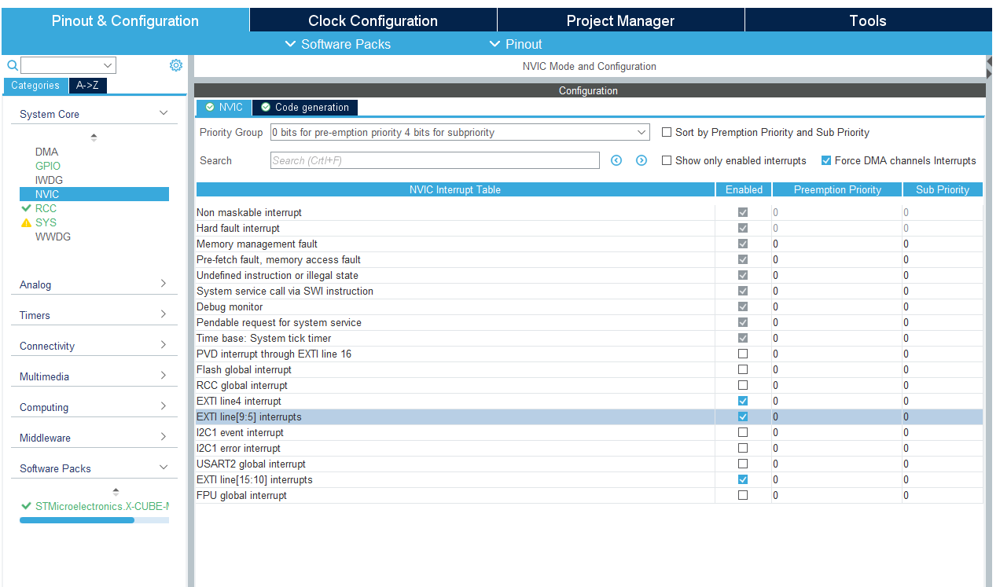 Pinout & Configuration Clock Configuration Project Manager Tools
Software Packs Pinout
Categories A->Z
System Core
DMA
GPIO
IWDG
NVIC
RCC
SYS
WWDG
Analog
Timers
Connectivity
Multimedia
Computing
Middleware
Software Packs
STMicroelectronics.X-CUBE-
NVIC Mode and Configuration
Configuration
NVIC Code generation
Priority Group 0 bits for pre-emption priority 4 bits for subpriority Sort by Premption Priority and Sub Priority
Search Search (Crtl+F) Show only enabled interrupts Force DMA channels Interrupts
NVIC Interrupt Table Enabled Preemption Priority Sub Priority
Non maskable interrupt 0 0
Hard fault interrupt 0 0
Memory management fault 0 0
Pre-fetch fault, memory access fault 0 0
Undefined instruction or illegal state 0 0
System service call via SWI instruction 0 0
Debug monitor 0 0
Pendable request for system service 0 0
Time base: System tick timer 0 0
PVD interrupt through EXTI line 16 0 0
Flash global interrupt 0 0
RCC global interrupt 0 0
EXTI line4 interrupt 0 0
EXTI line[9:5] interrupts 0 0
I2C1 event interrupt 0 0
I2C1 error interrupt 0 0
USART2 global interrupt 0 0
EXTI line[15:10] interrupts 0 0
FPU global interrupt 0 0